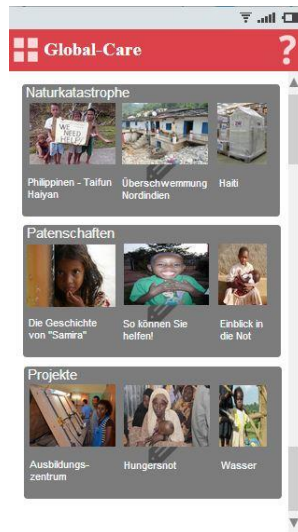 Global-Care
?
Naturkatastrophe
WE
NEED
HELP!
Philippinen - Taifun
Haiyan
Überschwemmung
Nordindien
Haiti
Patenschaften
Die Geschichte
von "Samira"
So können Sie
helfen!
Einblick in
die Not
Projekte
Ausbildungs-
zentrum
Hungersnot
Wasser